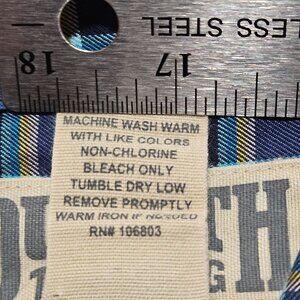 LESS STEEL
18 17
MACHINE WASH WARM
WITH LIKE COLORS
NON-CHLORINE
BLEACH ONLY
TUMBLE DRY LOW
REMOVE PROMPTLY
WARM IRON IF NEEDED
RN# 106803